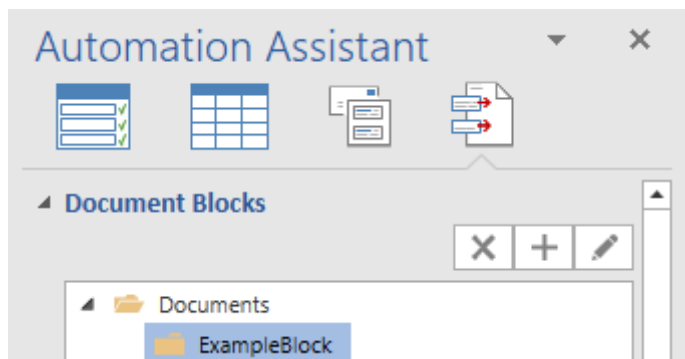 Automation Assistant
Document Blocks
Documents
ExampleBlock